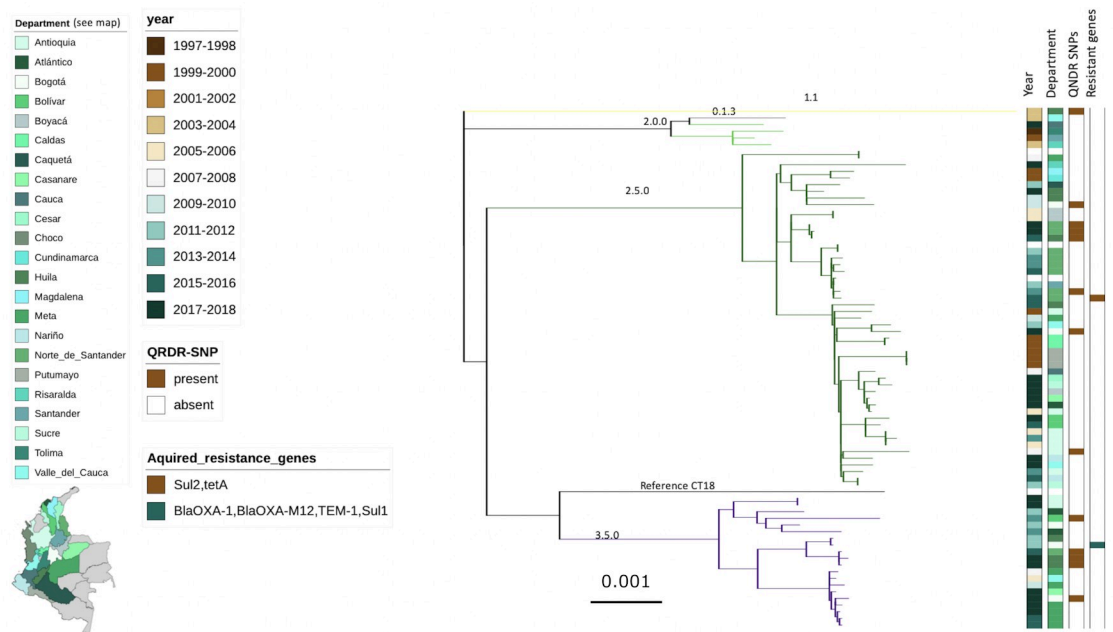 Department (see map)
Antioquia
Atlántico
Bogotá
Bolívar
Boyacá
Caldas
Caquetá
Casanare
Cauca
Cesar
Choco
Cundinamarca
Huila
Magdalena
Meta
Nariño
Norte_de_Santander
Putumayo
Risaralda
Santander
Sucre
Tolima
Valle_del_Cauca
year
1997-1998
1999-2000
2001-2002
2003-2004
2005-2006
2007-2008
2009-2010
2011-2012
2013-2014
2015-2016
2017-2018
QRDR-SNP
present
absent
Aquired_resistance_genes
Sul2,tetA
BlaOXA-1,BlaOXA-M12,TEM-1,Sul1
1.1
0.1.3
2.0.0
2.5.0
Reference CT18
3.5.0
0.001
Year
Department
QNDR SNPs
Resistant genes